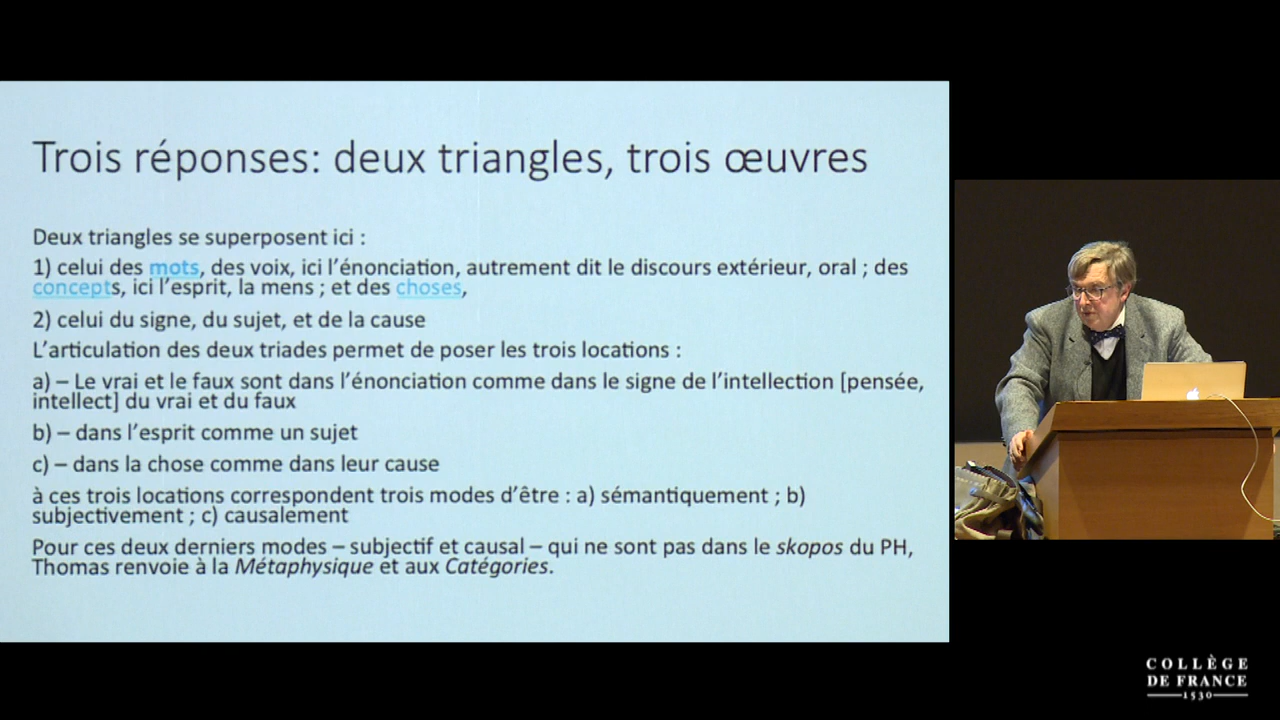 Trois réponses: deux triangles, trois œuvres
Deux triangles se superposent ici :
1) celui des mots, des voix, ici l’énonciation, autrement dit le discours extérieur, oral ; des
concepts, ici l’esprit, la mens ; et des choses,
2) celui du signe, du sujet, et de la cause
L’articulation des deux triades permet de poser les trois locations :
a) – Le vrai et le faux sont dans l’énonciation comme dans le signe de l’intellection [pensée,
intellect] du vrai et du faux
b) – dans l’esprit comme un sujet
c) – dans la chose comme dans leur cause
à ces trois locations correspondent trois modes d’être : a) sémantiquement ; b)
subjectivement ; c) causalement
Pour ces deux derniers modes – subjectif et causal – qui ne sont pas dans le skopos du PH,
Thomas renvoie à la Métaphysique et aux Catégories.
COLLÈGE
DE FRANCE
1530